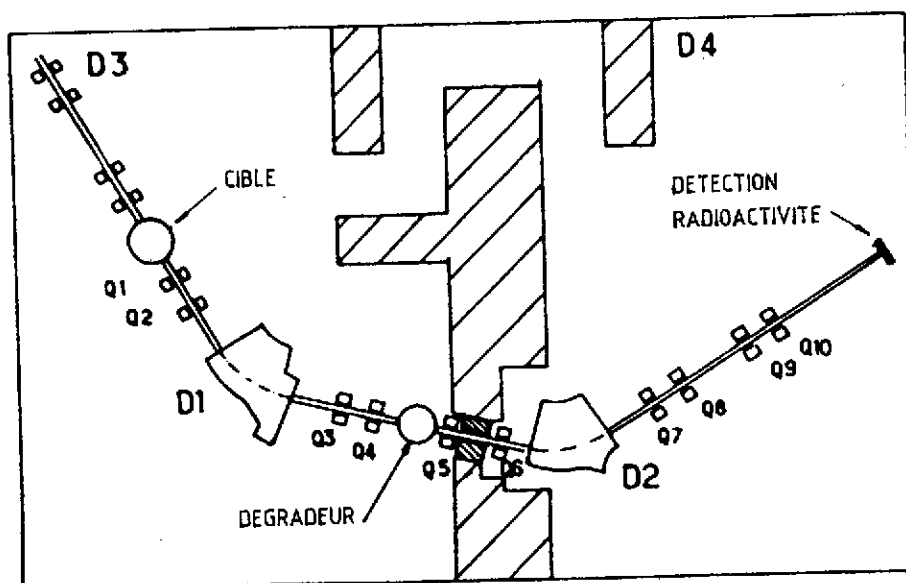 D3
D4
CIBLE
DETECTION
RADIOACTIVITE
Q1
Q2
D1
Q3
Q4
Q5
Q6
D2
Q7
Q8
Q9
Q10
DEGRADEUR